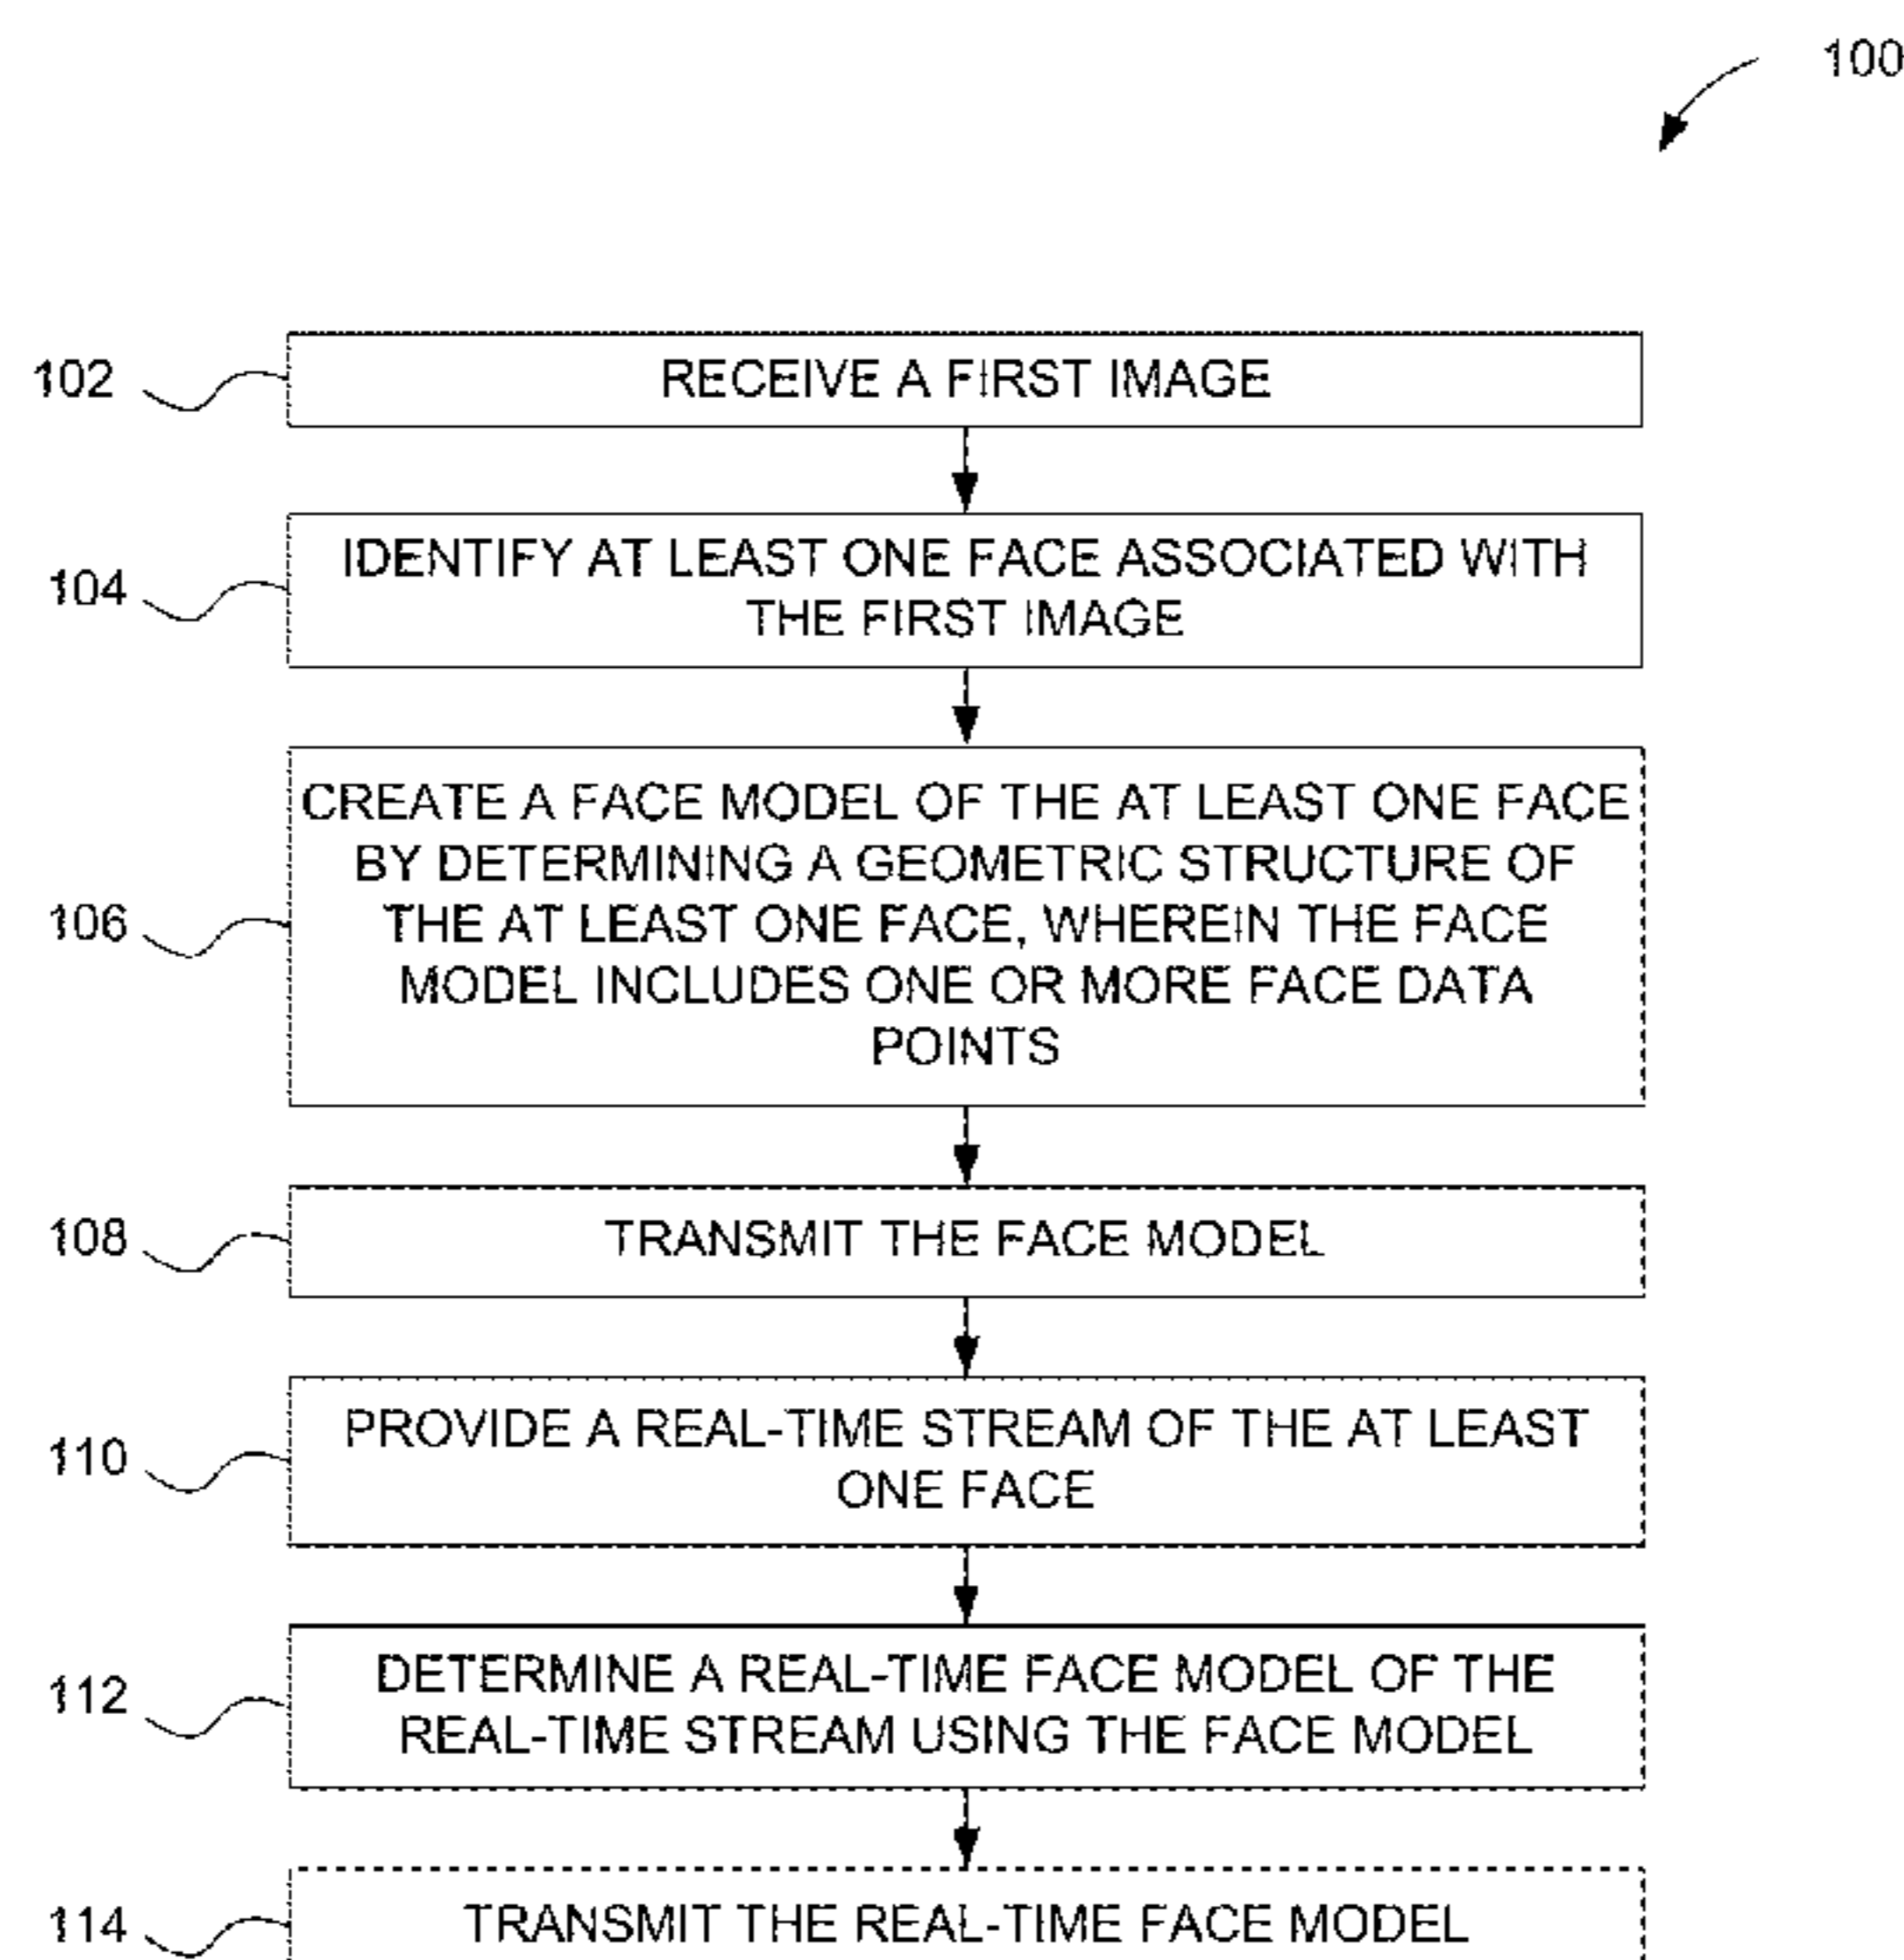 100
102
RECEIVE A FIRST IMAGE
104
IDENTIFY AT LEAST ONE FACE ASSOCIATED WITH
THE FIRST IMAGE
106
CREATE A FACE MODEL OF THE AT LEAST ONE FACE
BY DETERMINING A GEOMETRIC STRUCTURE OF
THE AT LEAST ONE FACE, WHEREIN THE FACE
MODEL INCLUDES ONE OR MORE FACE DATA
POINTS
108
TRANSMIT THE FACE MODEL
110
PROVIDE A REAL-TIME STREAM OF THE AT LEAST
ONE FACE
112
DETERMINE A REAL-TIME FACE MODEL OF THE
REAL-TIME STREAM USING THE FACE MODEL
114
TRANSMIT THE REAL-TIME FACE MODEL